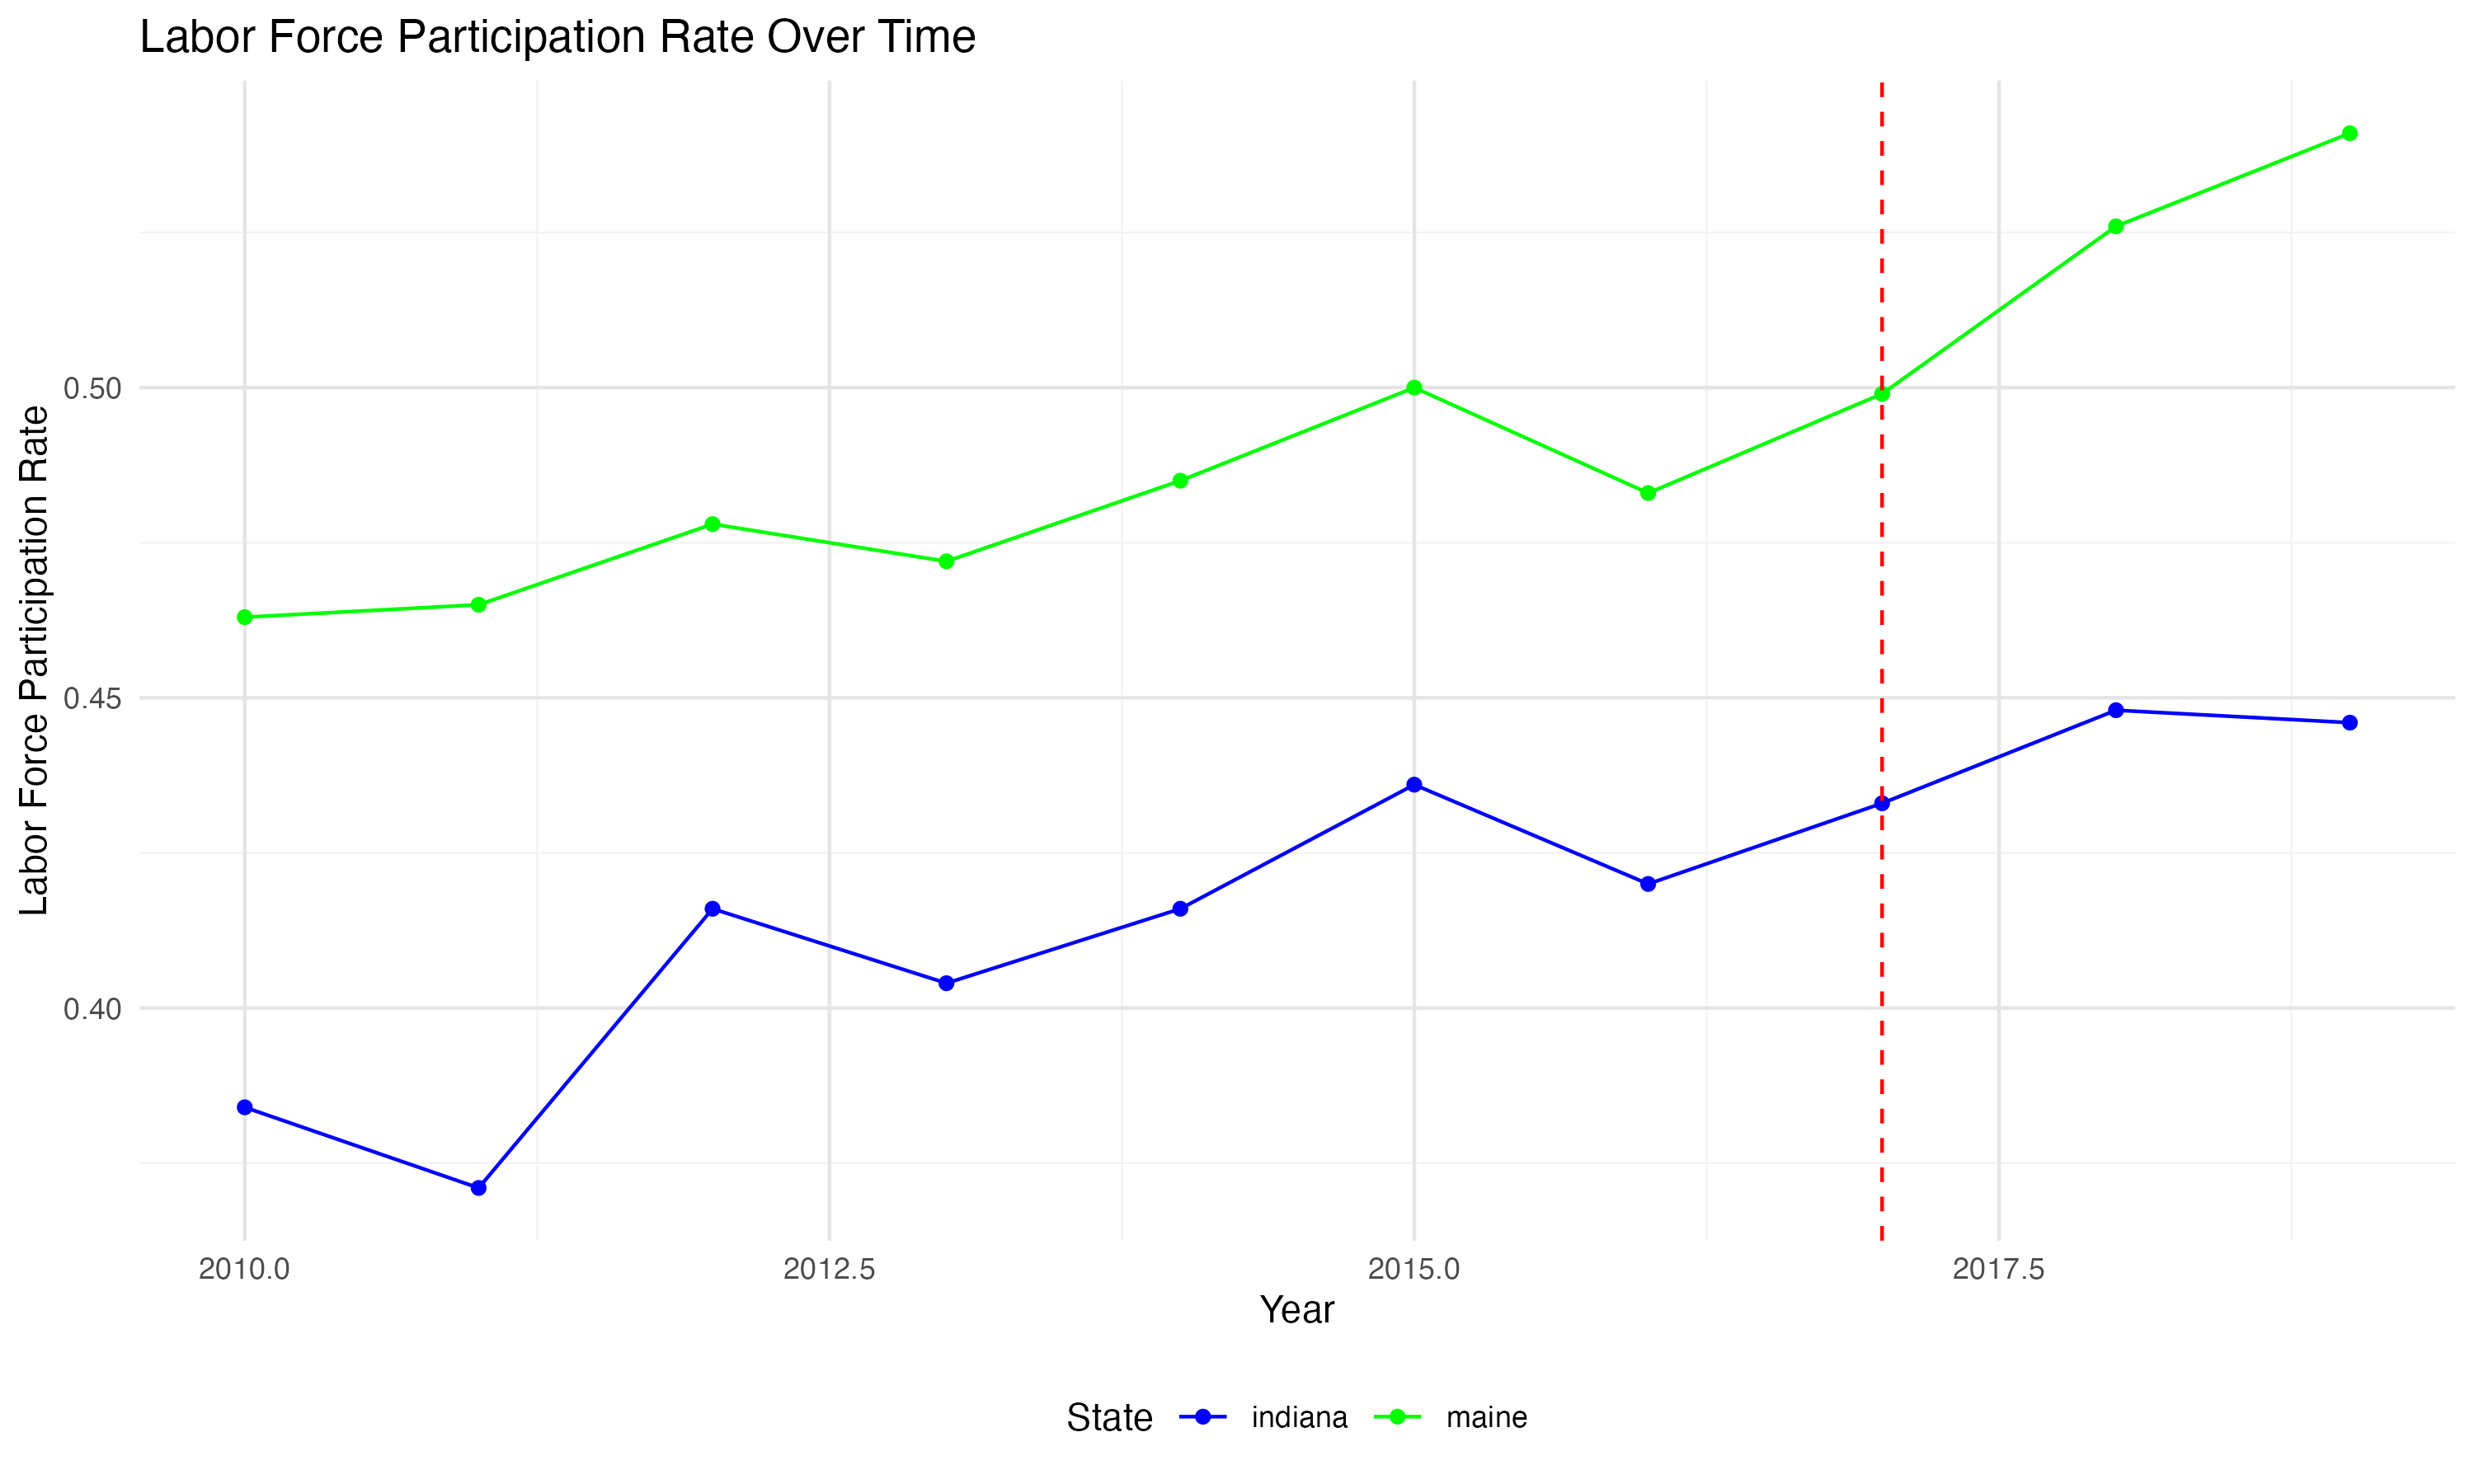 Labor Force Participation Rate Over Time
Labor Force Participation Rate
0.50
0.45
0.40
2010.0 2012.5 2015.0 2017.5
Year
State indiana maine